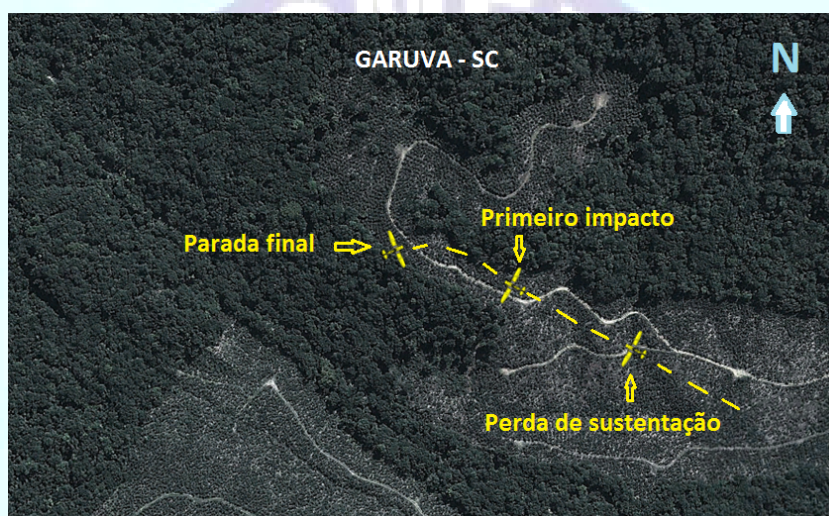 GARUVA - SC
N
Primeiro impacto
Parada final
Perda de sustentação